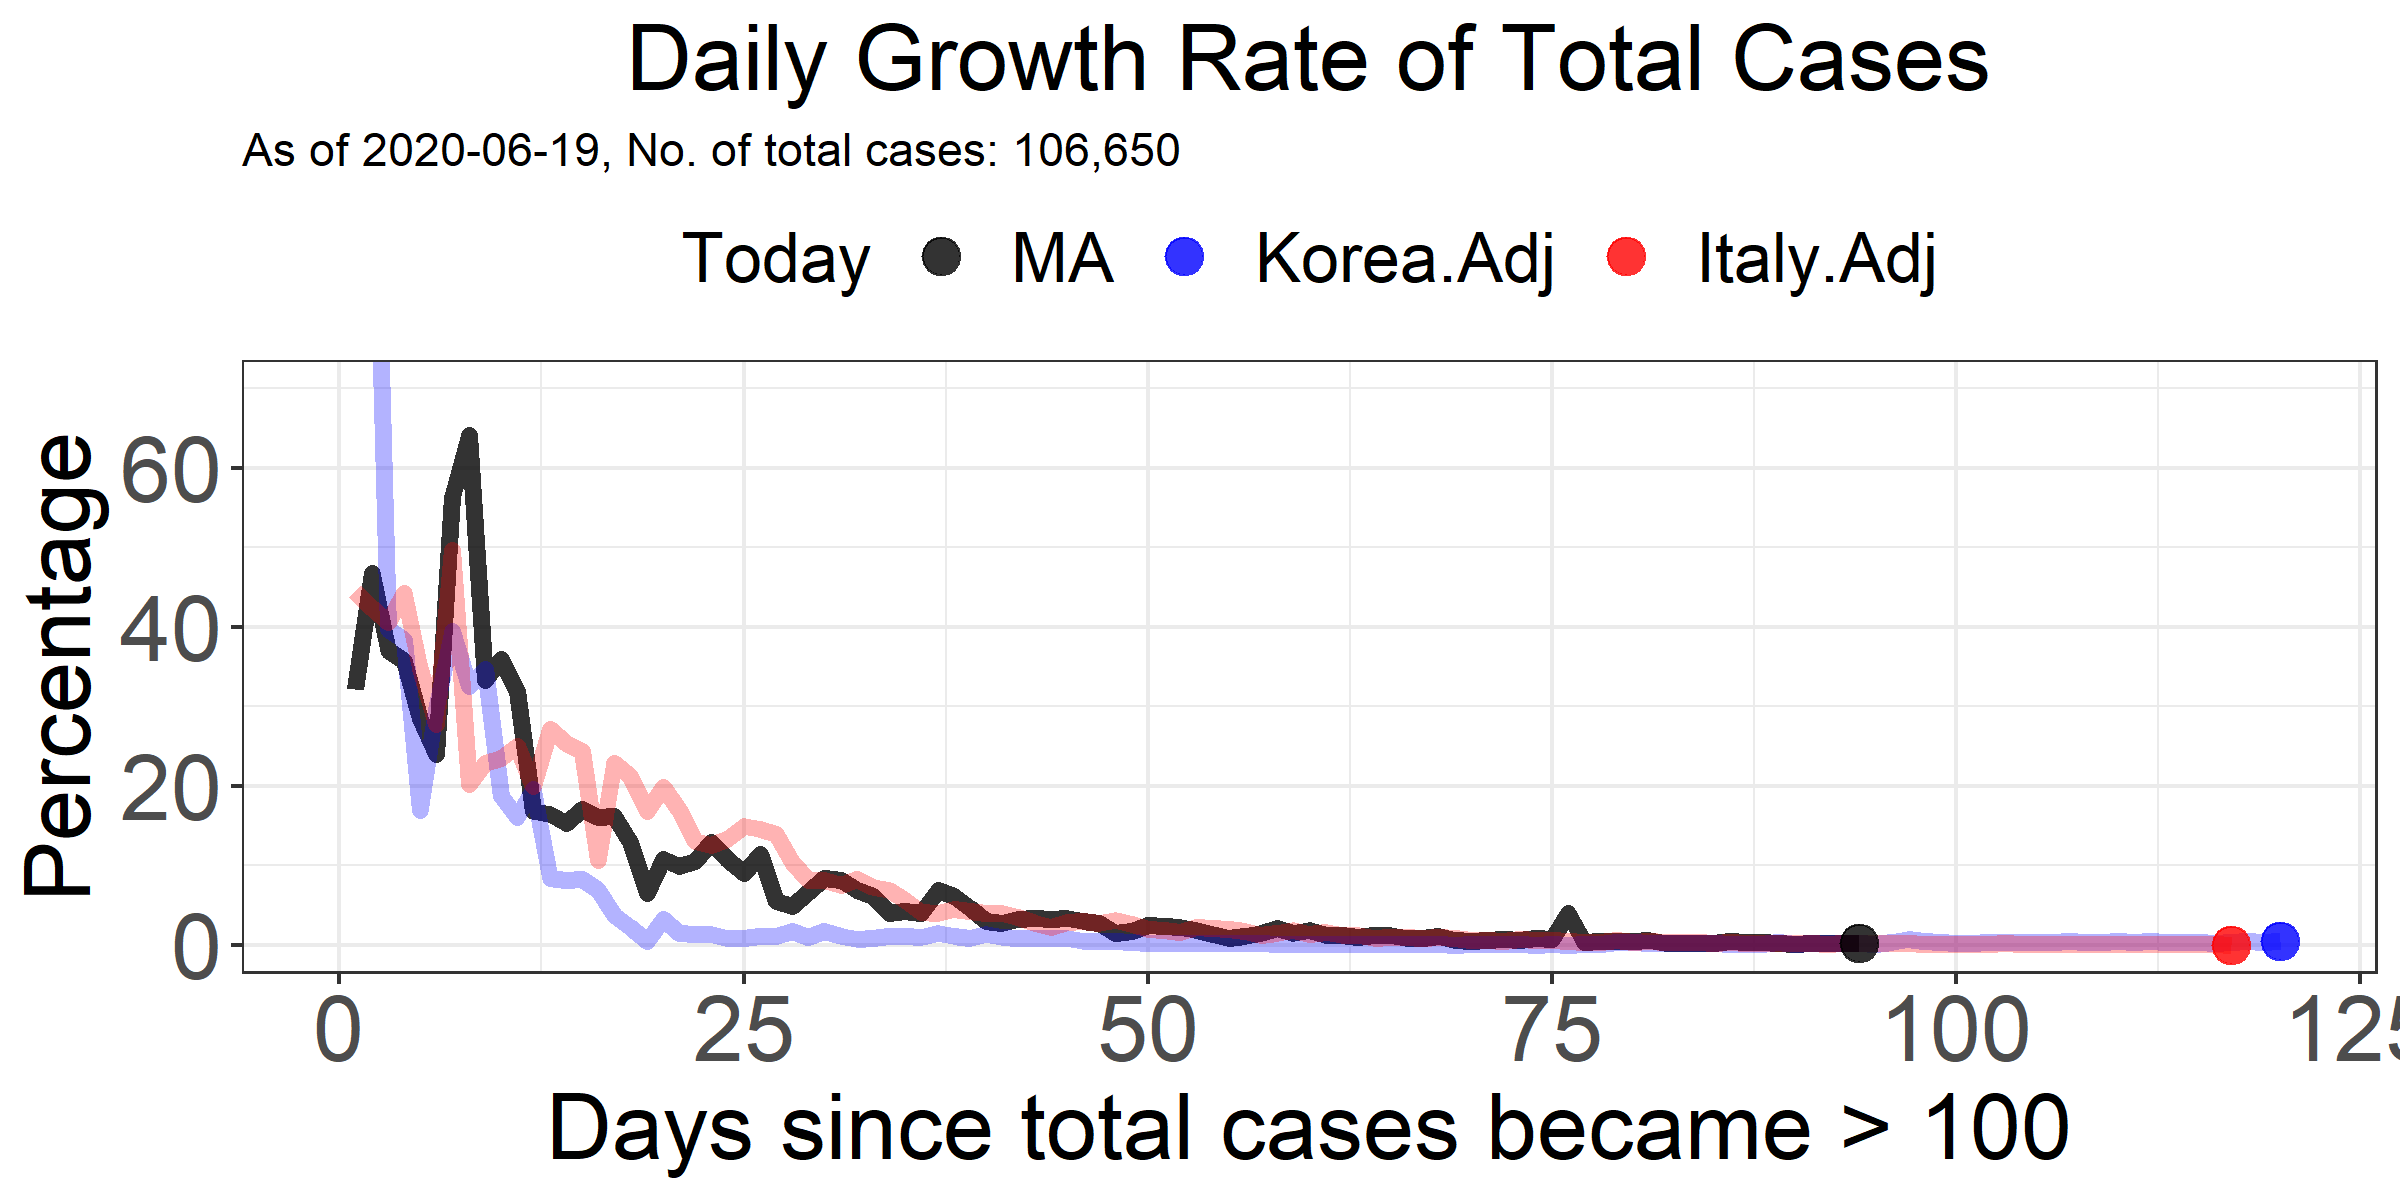 Daily Growth Rate of Total Cases
As of 2020-06-19, No. of total cases: 106,650
Today MA Korea.Adj Italy.Adj
Percentage
60
40
20
0
0 25 50 75 100 125
Days since total cases became > 100